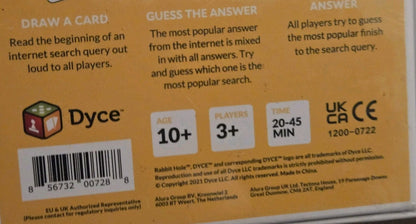 DRAW A CARD
Read the beginning of an
internet search query out
loud to all players.
GUESS THE ANSWER
The most popular answer
from the internet is mixed
in with all answers. Try
and guess which one is the
most popular search.
ANSWER
All players try to guess
the most popular finish
to the search query.
Dyce™
AGE
10+
PLAYERS
3+
TIME
20-45
MIN
UK
CA CE
1200-0722
8 56732 00728 8
EU & UK Authorized Representative
(Please contact for regulatory inquiries only)
Rabbit Hole™, DYCE™ and corresponding DYCE™ logo are all trademarks of Dyce LLC.
Reproduction and use of all Dyce LLC. trademarks is strictly prohibited without permission.
© Copyright 2021 Dyce LLC. All rights reserved. Made in China.
Alura Group BV, Kroonwiel 2
6003 BT Weert, The Netherlands
Alura Group UK Ltd, Tectona House, 19 Parsonage Downs
Great Dunmow, CM6 2AT, England